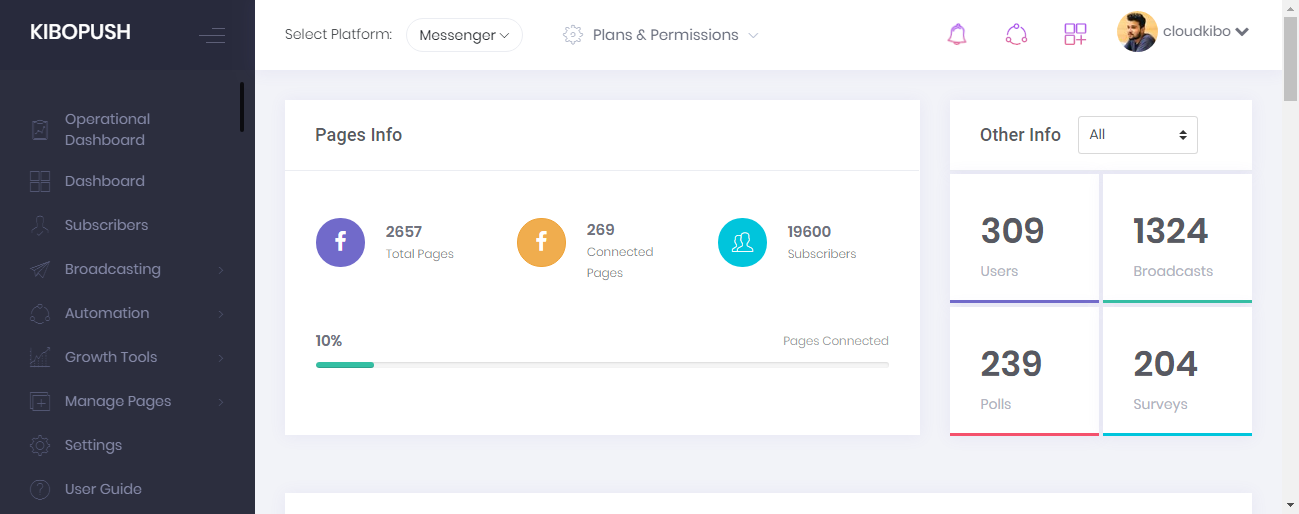 KIBOPUSH
Select Platform:
Messenger
Plans & Permissions
cloudkibo
Operational
Dashboard
Dashboard
Subscribers
Broadcasting
Automation
Growth Tools
Manage Pages
Settings
User Guide
Pages Info
2657
Total Pages
269
Connected
Pages
19600
Subscribers
10%
Pages Connected
Other Info
All
309
Users
1324
Broadcasts
239
Polls
204
Surveys